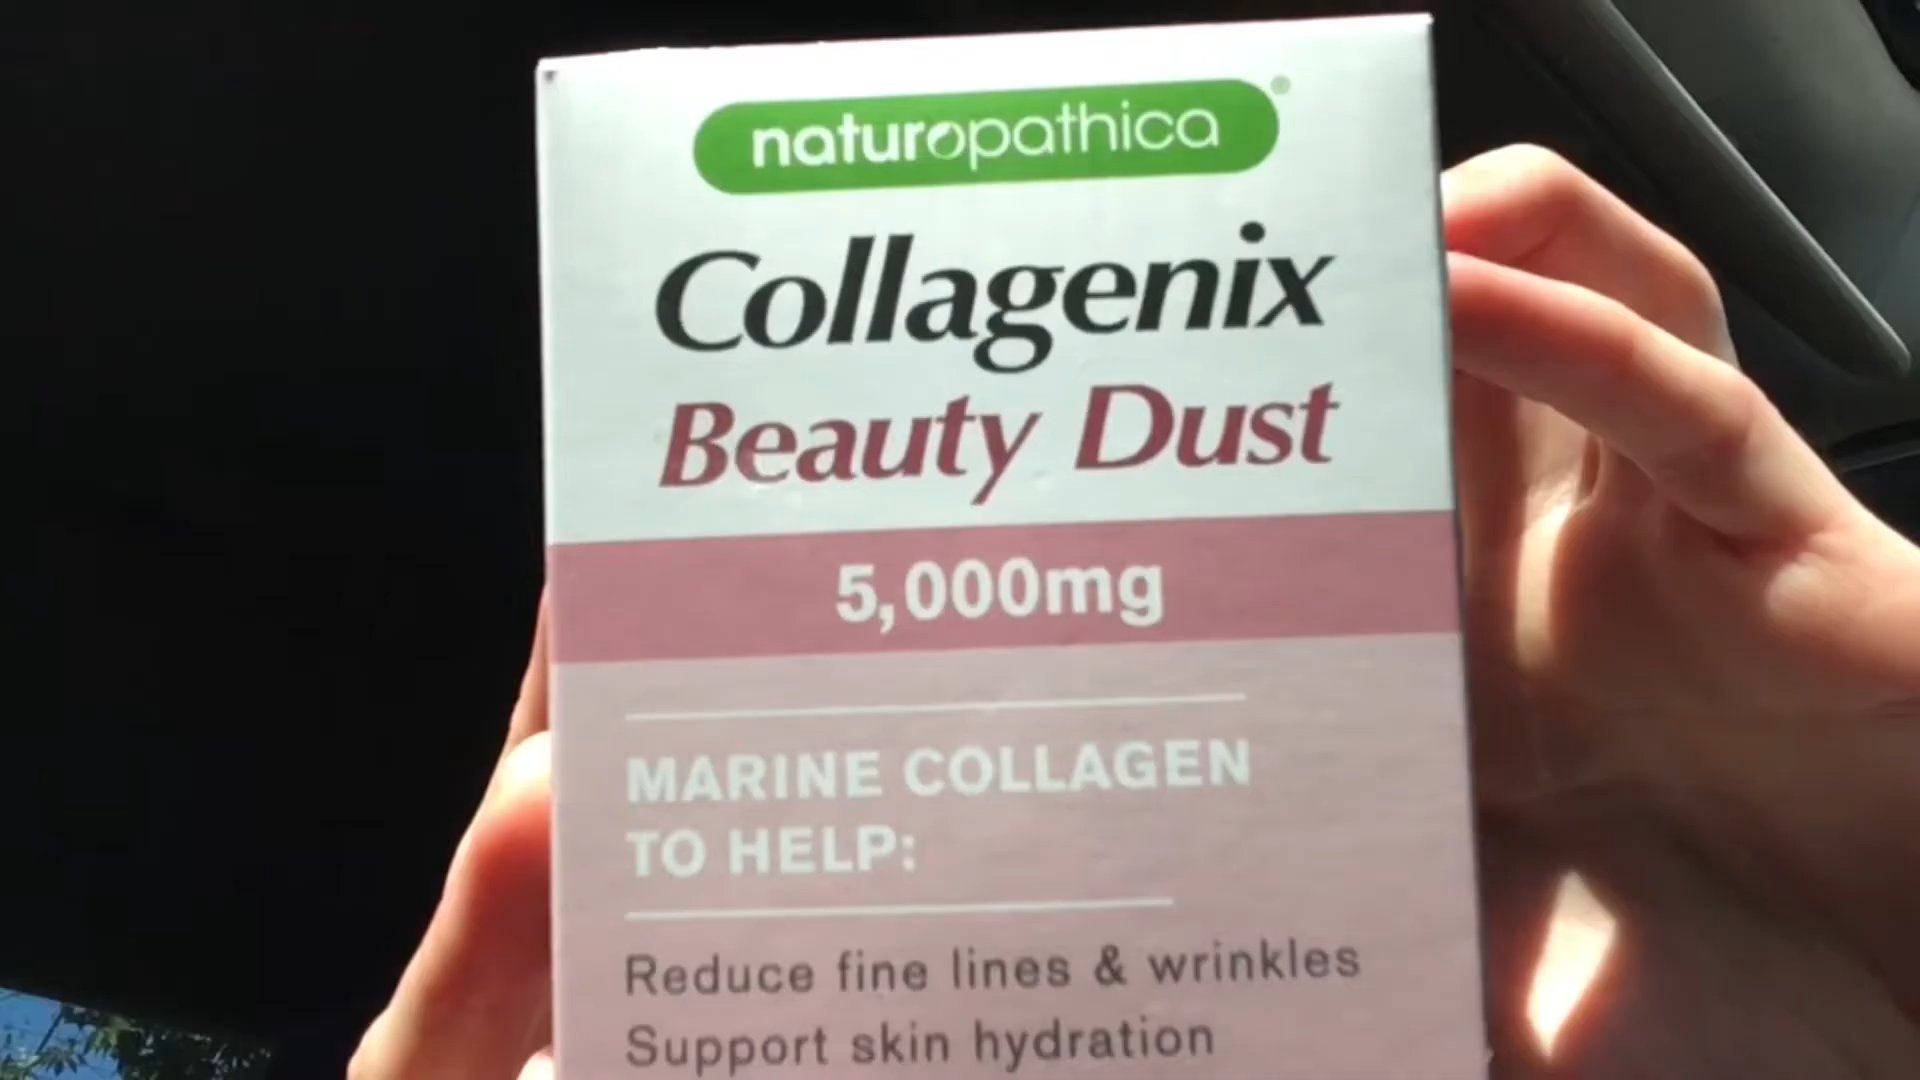 naturopathica®
Collagenix
Beauty Dust
5,000mg
MARINE COLLAGEN
TO HELP:
Reduce fine lines & wrinkles
Support skin hydration